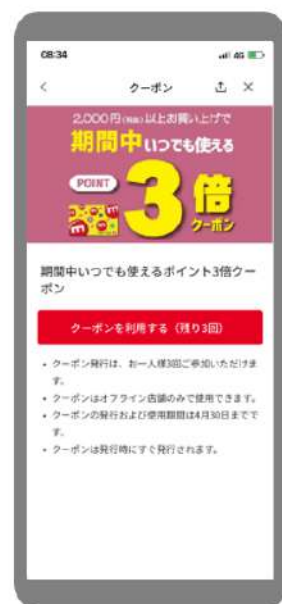 08:34
4G
クーポン
2,000円(税抜)以上お買い上げで
期間中いつでも使える
POINT
3倍
クーポン
期間中いつでも使えるポイント3倍クー
ポン
クーポンを利用する（残り3回）
• クーポン発行は、お一人様3回ご参加いただけま
す。
• クーポンはオフライン店舗のみで使用できます。
• クーポンの発行および使用期間は4月30日までで
す。
• クーポンは発行時にすぐ発行されます。